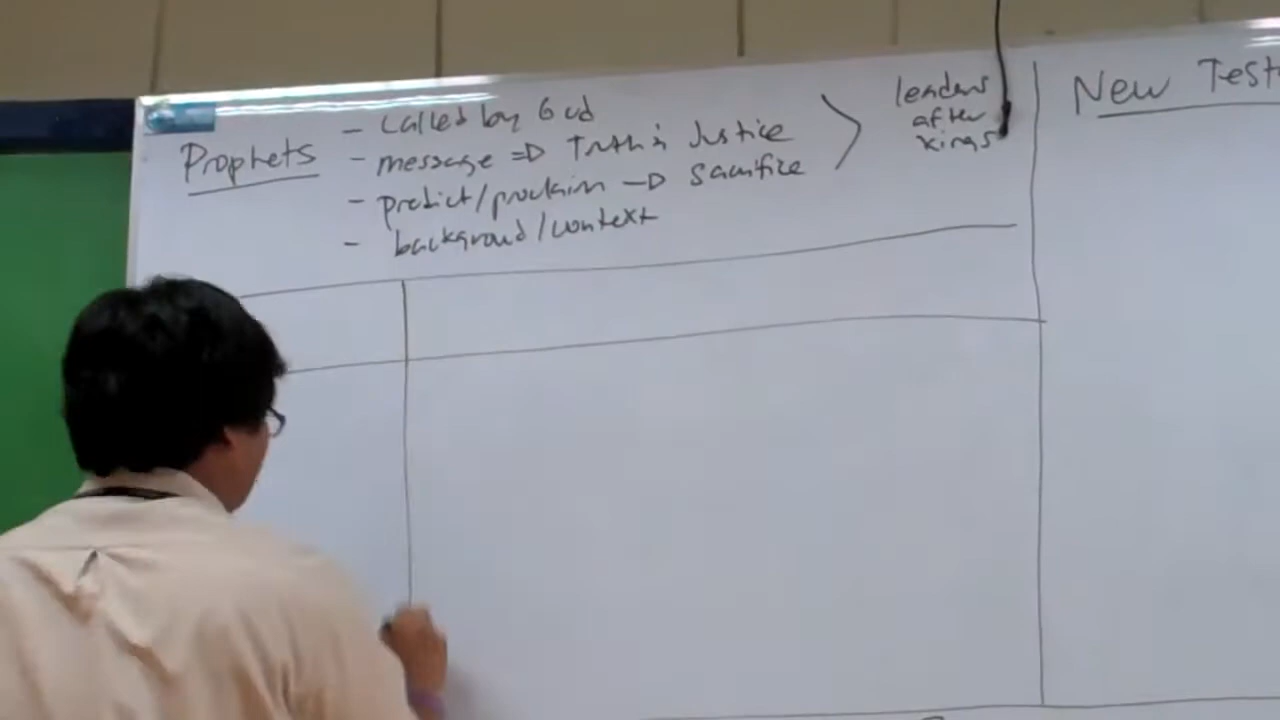 Prophets
- called by God
- message => Truth & Justice
- predict/proclaim -> Sacrifice
- background/context
leaders
after
kings
New Test